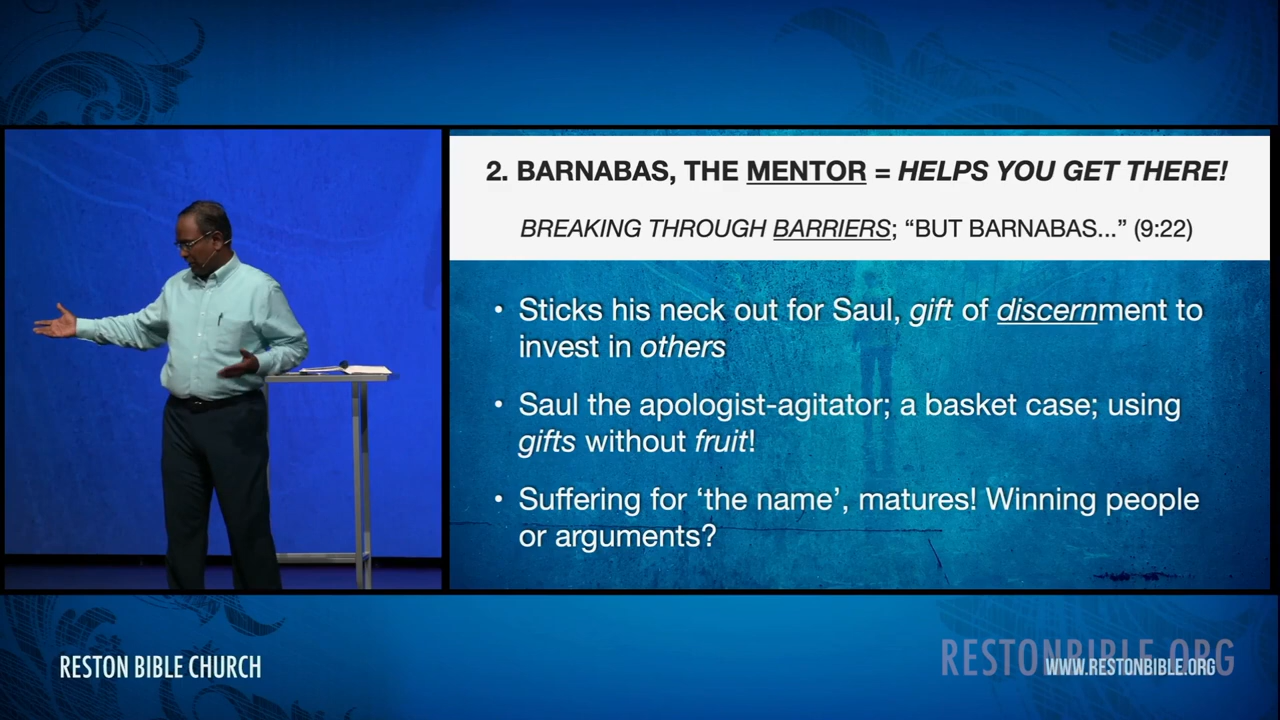 2. BARNABAS, THE MENTOR = HELPS YOU GET THERE!
BREAKING THROUGH BARRIERS; “BUT BARNABAS...” (9:22)
• Sticks his neck out for Saul, gift of discernment to
invest in others
• Saul the apologist-agitator; a basket case; using
gifts without fruit!
• Suffering for ‘the name’, matures! Winning people
or arguments?
RESTON BIBLE CHURCH
RESTONBIBLE.ORG
WWW.RESTONBIBLE.ORG